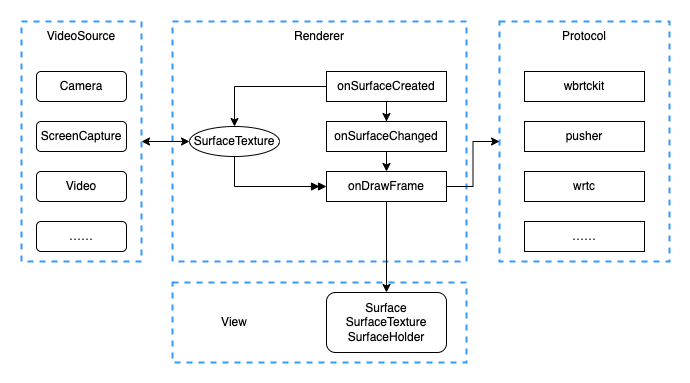 VideoSource
Camera
ScreenCapture
Video
……
Renderer
onSurfaceCreated
SurfaceTexture
onSurfaceChanged
onDrawFrame
Protocol
wbrtckit
pusher
wrtc
……
View
Surface
SurfaceTexture
SurfaceHolder